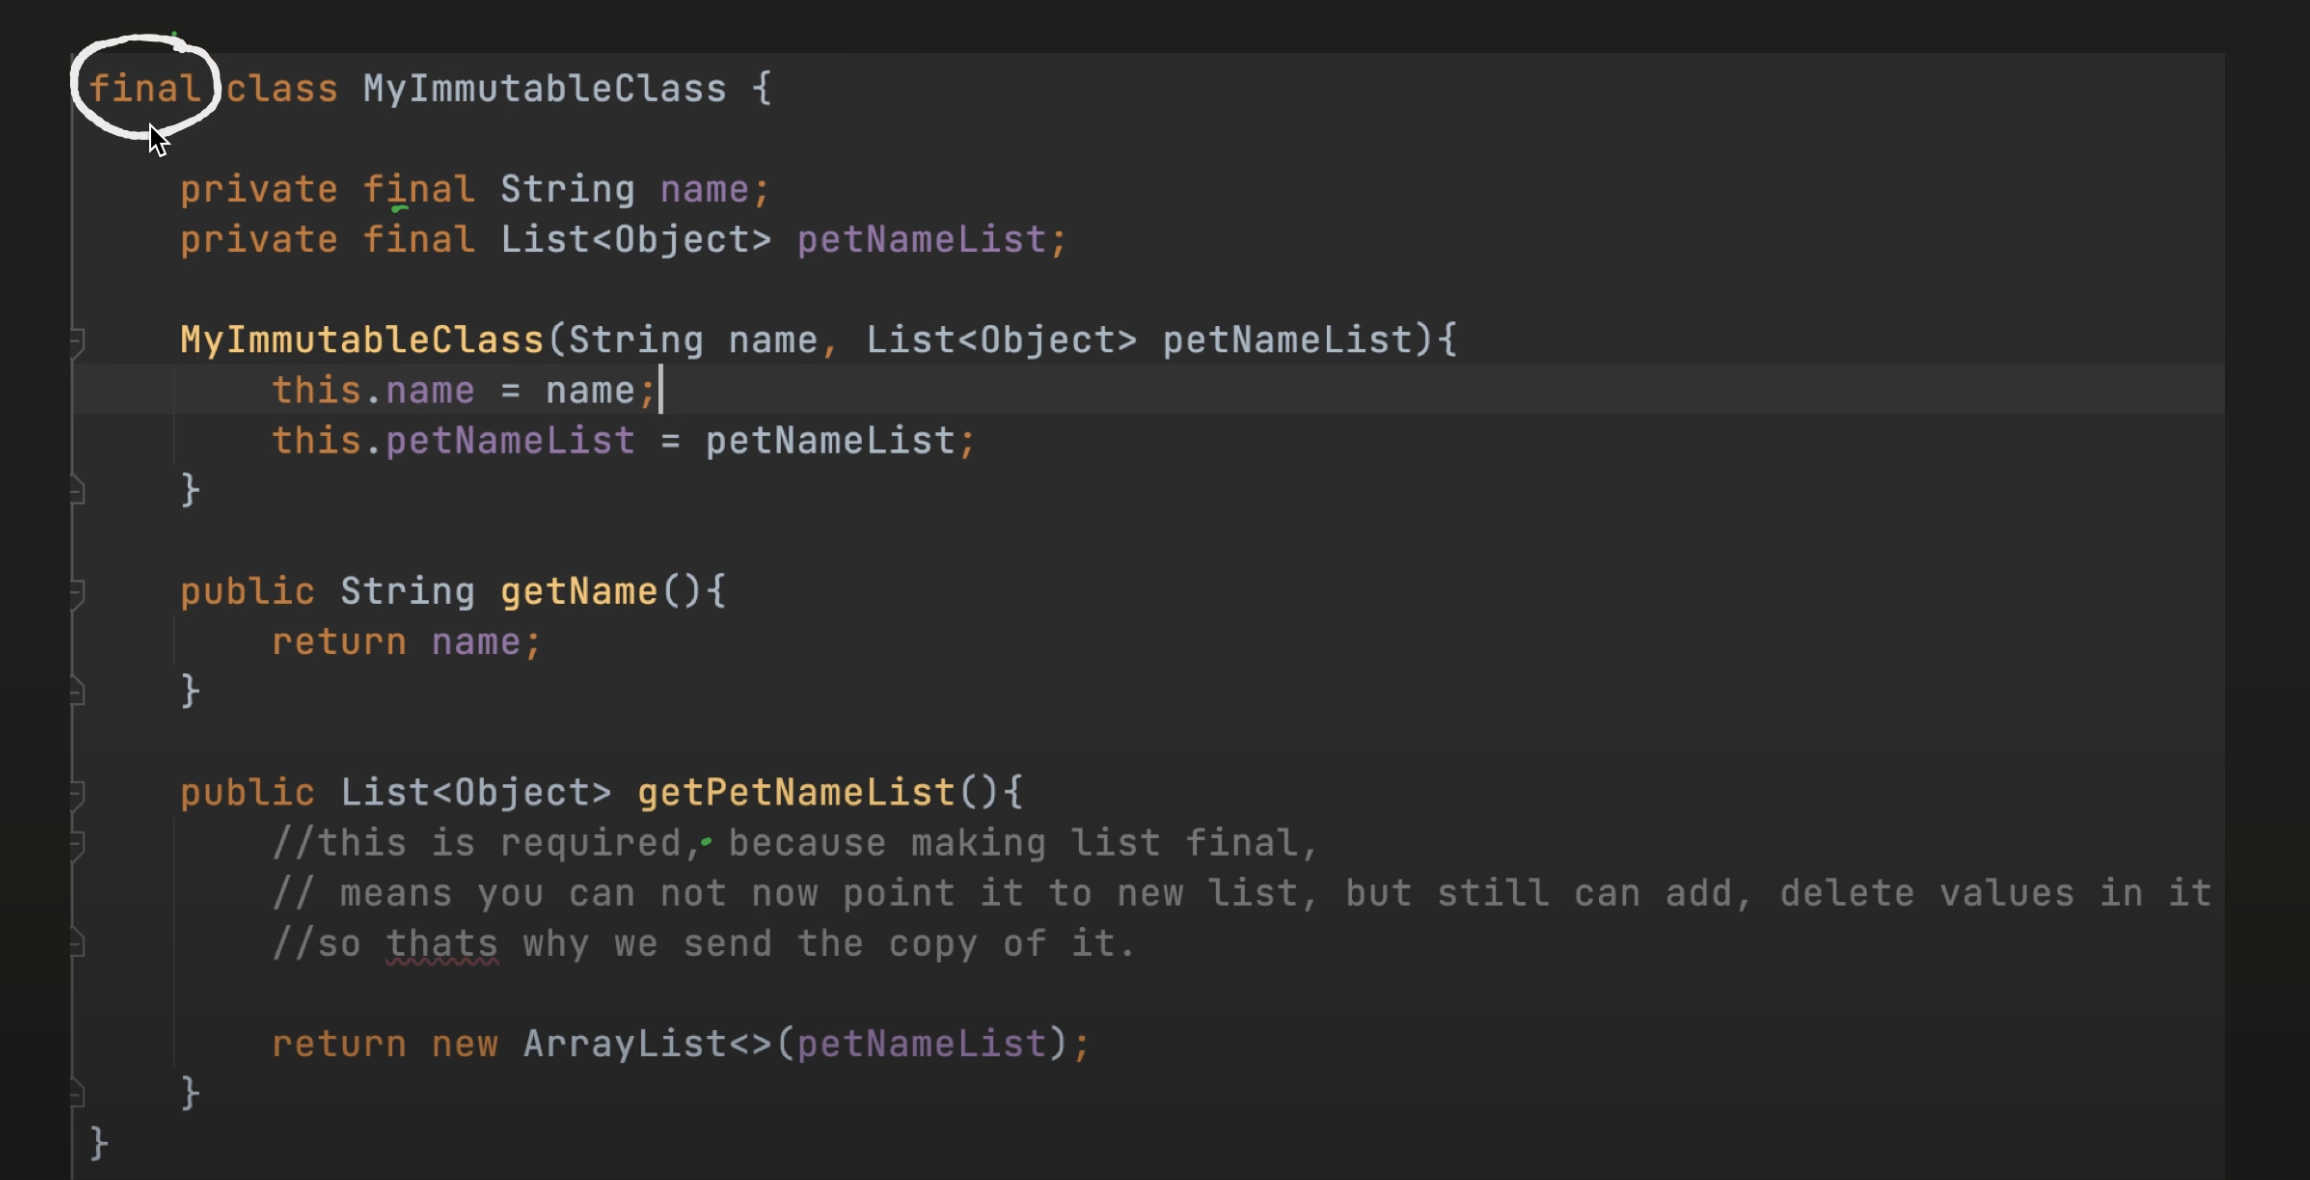 final class MyImmutableClass {
private final String name;
private final List<Object> petNameList;
MyImmutableClass(String name, List<Object> petNameList){
this.name = name;
this.petNameList = petNameList;
}
public String getName(){
return name;
}
public List<Object> getPetNameList(){
//this is required, because making list final,
// means you can not now point it to new list, but still can add, delete values in it
//so thats why we send the copy of it.
return new ArrayList<>(petNameList);
}
}